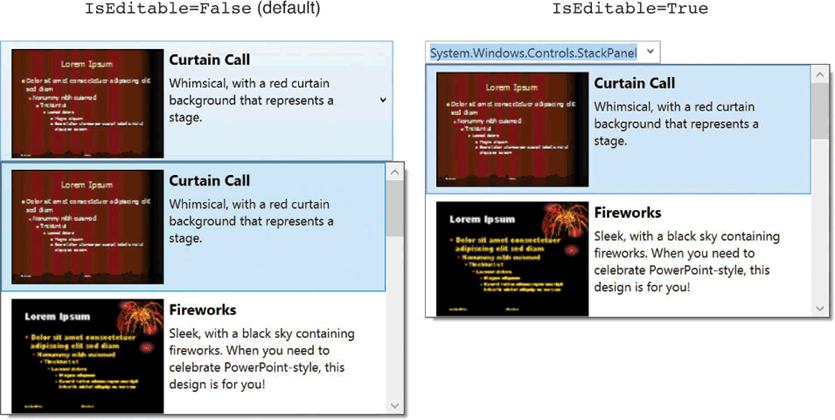 IsEditable=False (default)
Lorem Ipsum
Dolor sit amet consectetuer adipiscing elit
sed diam
Nonummy nibh euismod
Tincidunt ut
Laoreet dolore
Magna aliquam
Curtain Call
Whimsical, with a red curtain
background that represents a
stage.
Lorem Ipsum
Dolor sit amet consectetuer adipiscing elit
sed diam
Nonummy nibh euismod
Tincidunt ut
Laoreet dolore
Magna aliquam
Curtain Call
Whimsical, with a red curtain
background that represents a
stage.
Lorem Ipsum
Dolor sit amet consectetuer
adipiscing elit sed diam
Nonummy nibh euismod
Tincidunt ut
Laoreet dolore
Magna aliquam
Fireworks
Sleek, with a black sky containing
fireworks. When you need to
celebrate PowerPoint-style, this
design is for you!
IsEditable=True
System.Windows.Controls.StackPanel
Lorem Ipsum
Dolor sit amet consectetuer adipiscing elit
sed diam
Nonummy nibh euismod
Tincidunt ut
Laoreet dolore
Magna aliquam
Curtain Call
Whimsical, with a red curtain
background that represents a
stage.
Lorem Ipsum
Dolor sit amet consectetuer
adipiscing elit sed diam
Nonummy nibh euismod
Tincidunt ut
Laoreet dolore
Magna aliquam
Fireworks
Sleek, with a black sky containing
fireworks. When you need to
celebrate PowerPoint-style, this
design is for you!